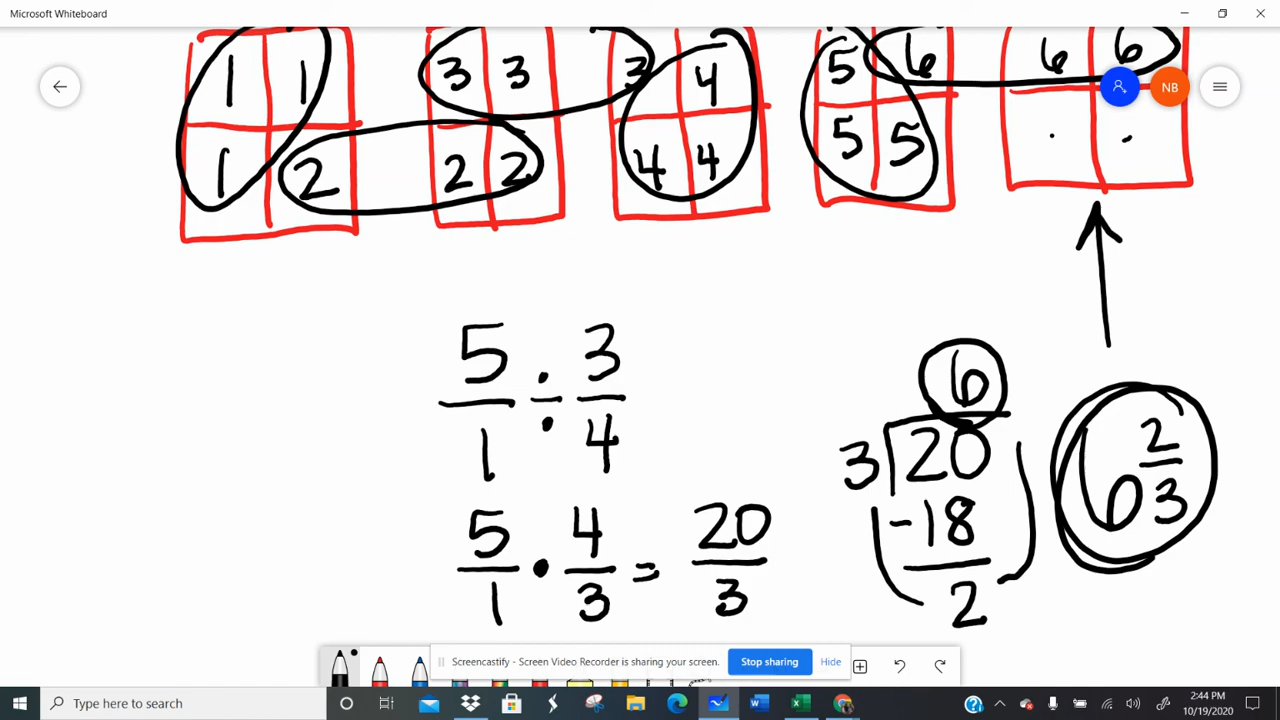 Microsoft Whiteboard
1 1 3 3 3 4 5 6 6 6
NB
1 2 2 2 4 4 5 5 . .
5/1 ÷ 3/4
5/1 • 4/3 = 20/3
6
3 20
-18
2
6 2/3
Screencastify - Screen Video Recorder is sharing your screen.
Stop sharing
Hide
Type here to search
2:44 PM
10/19/2020